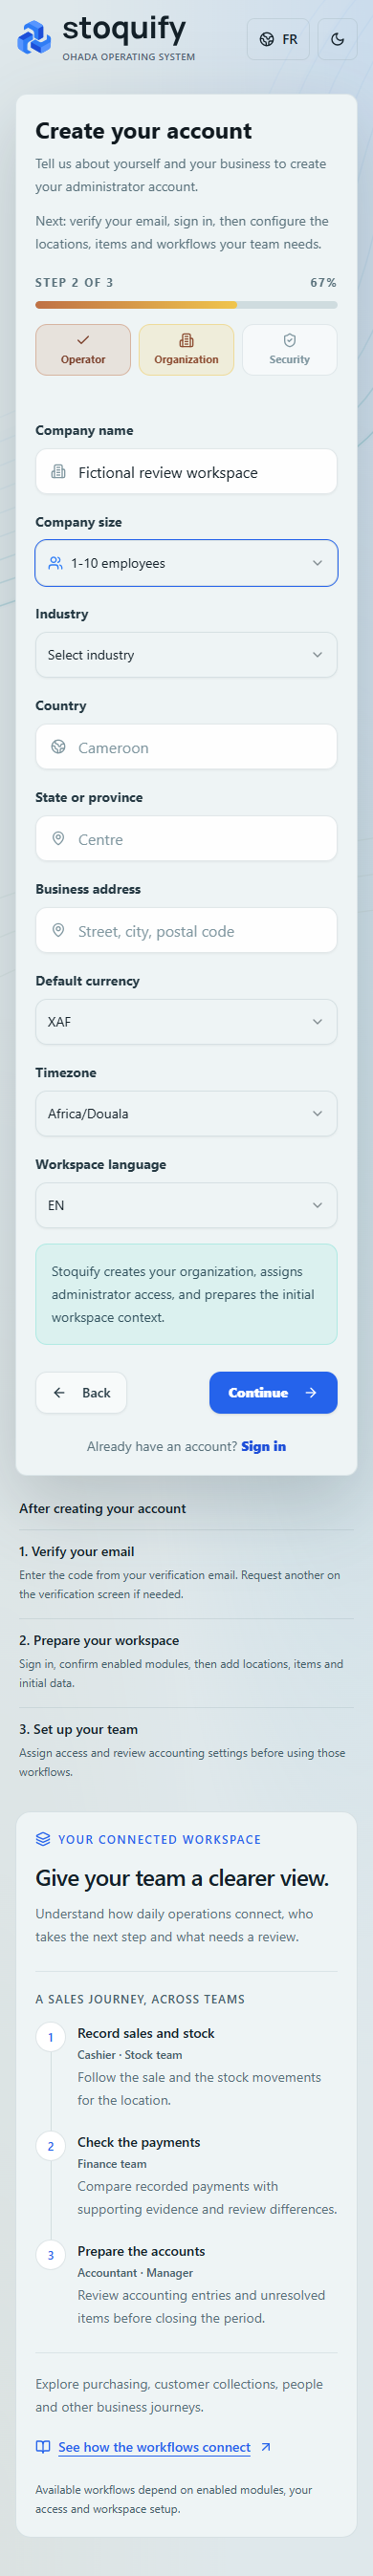 stoquify
OHADA OPERATING SYSTEM
FR
Create your account
Tell us about yourself and your business to create
your administrator account.
Next: verify your email, sign in, then configure the
locations, items and workflows your team needs.
STEP 2 OF 3
67%
Operator
Organization
Security
Company name
Fictional review workspace
Company size
1-10 employees
Industry
Select industry
Country
Cameroon
State or province
Centre
Business address
Street, city, postal code
Default currency
XAF
Timezone
Africa/Douala
Workspace language
EN
Stoquify creates your organization, assigns
administrator access, and prepares the initial
workspace context.
Back
Continue
Already have an account? Sign in
After creating your account
1. Verify your email
Enter the code from your verification email. Request another on
the verification screen if needed.
2. Prepare your workspace
Sign in, confirm enabled modules, then add locations, items and
initial data.
3. Set up your team
Assign access and review accounting settings before using those
workflows.
YOUR CONNECTED WORKSPACE
Give your team a clearer view.
Understand how daily operations connect, who
takes the next step and what needs a review.
A SALES JOURNEY, ACROSS TEAMS
1
Record sales and stock
Cashier · Stock team
Follow the sale and the stock movements
for the location.
2
Check the payments
Finance team
Compare recorded payments with
supporting evidence and review differences.
3
Prepare the accounts
Accountant · Manager
Review accounting entries and unresolved
items before closing the period.
Explore purchasing, customer collections, people
and other business journeys.
See how the workflows connect
Available workflows depend on enabled modules, your
access and workspace setup.